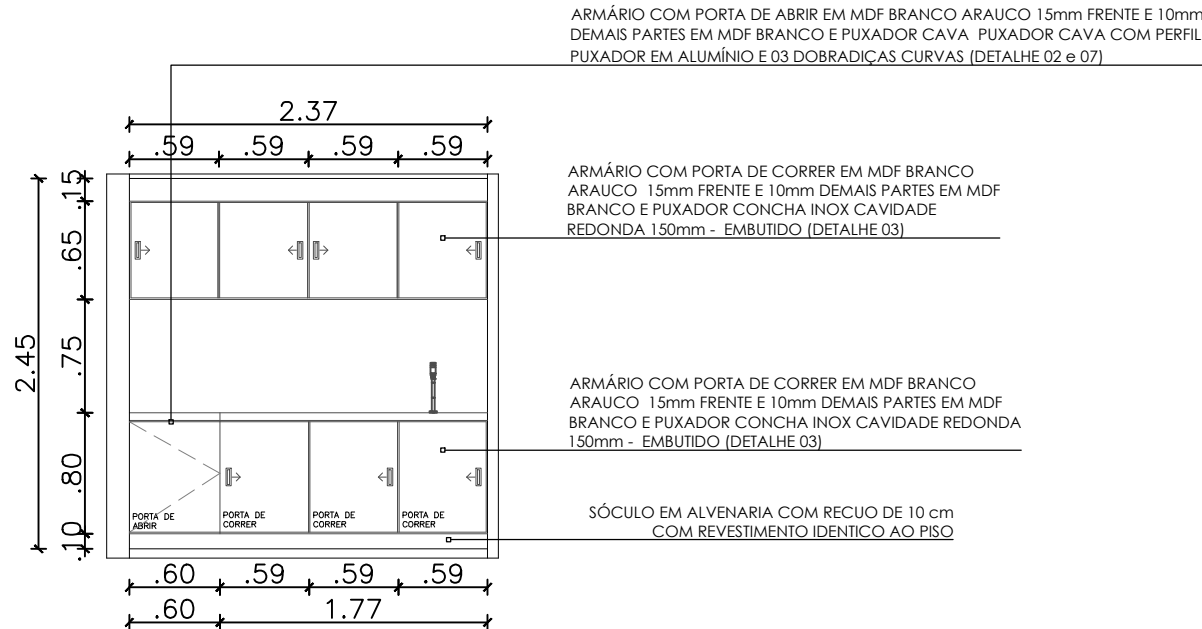 ARMÁRIO COM PORTA DE ABRIR EM MDF BRANCO ARAUCO 15mm FRENTE E 10mm
DEMAIS PARTES EM MDF BRANCO E PUXADOR CAVA PUXADOR CAVA COM PERFIL
PUXADOR EM ALUMÍNIO E 03 DOBRADIÇAS CURVAS (DETALHE 02 e 07)
2.37
.59 .59 .59 .59
ARMÁRIO COM PORTA DE CORRER EM MDF BRANCO
ARAUCO 15mm FRENTE E 10mm DEMAIS PARTES EM MDF
BRANCO E PUXADOR CONCHA INOX CAVIDADE
REDONDA 150mm - EMBUTIDO (DETALHE 03)
.15
.65
.75
.80
.10
2.45
ARMÁRIO COM PORTA DE CORRER EM MDF BRANCO
ARAUCO 15mm FRENTE E 10mm DEMAIS PARTES EM MDF
BRANCO E PUXADOR CONCHA INOX CAVIDADE REDONDA
150mm - EMBUTIDO (DETALHE 03)
PORTA DE
ABRIR
PORTA DE
CORRER
PORTA DE
CORRER
PORTA DE
CORRER
SÓCULO EM ALVENARIA COM RECUO DE 10 cm
COM REVESTIMENTO IDENTICO AO PISO
.60 .59 .59 .59
.60 1.77